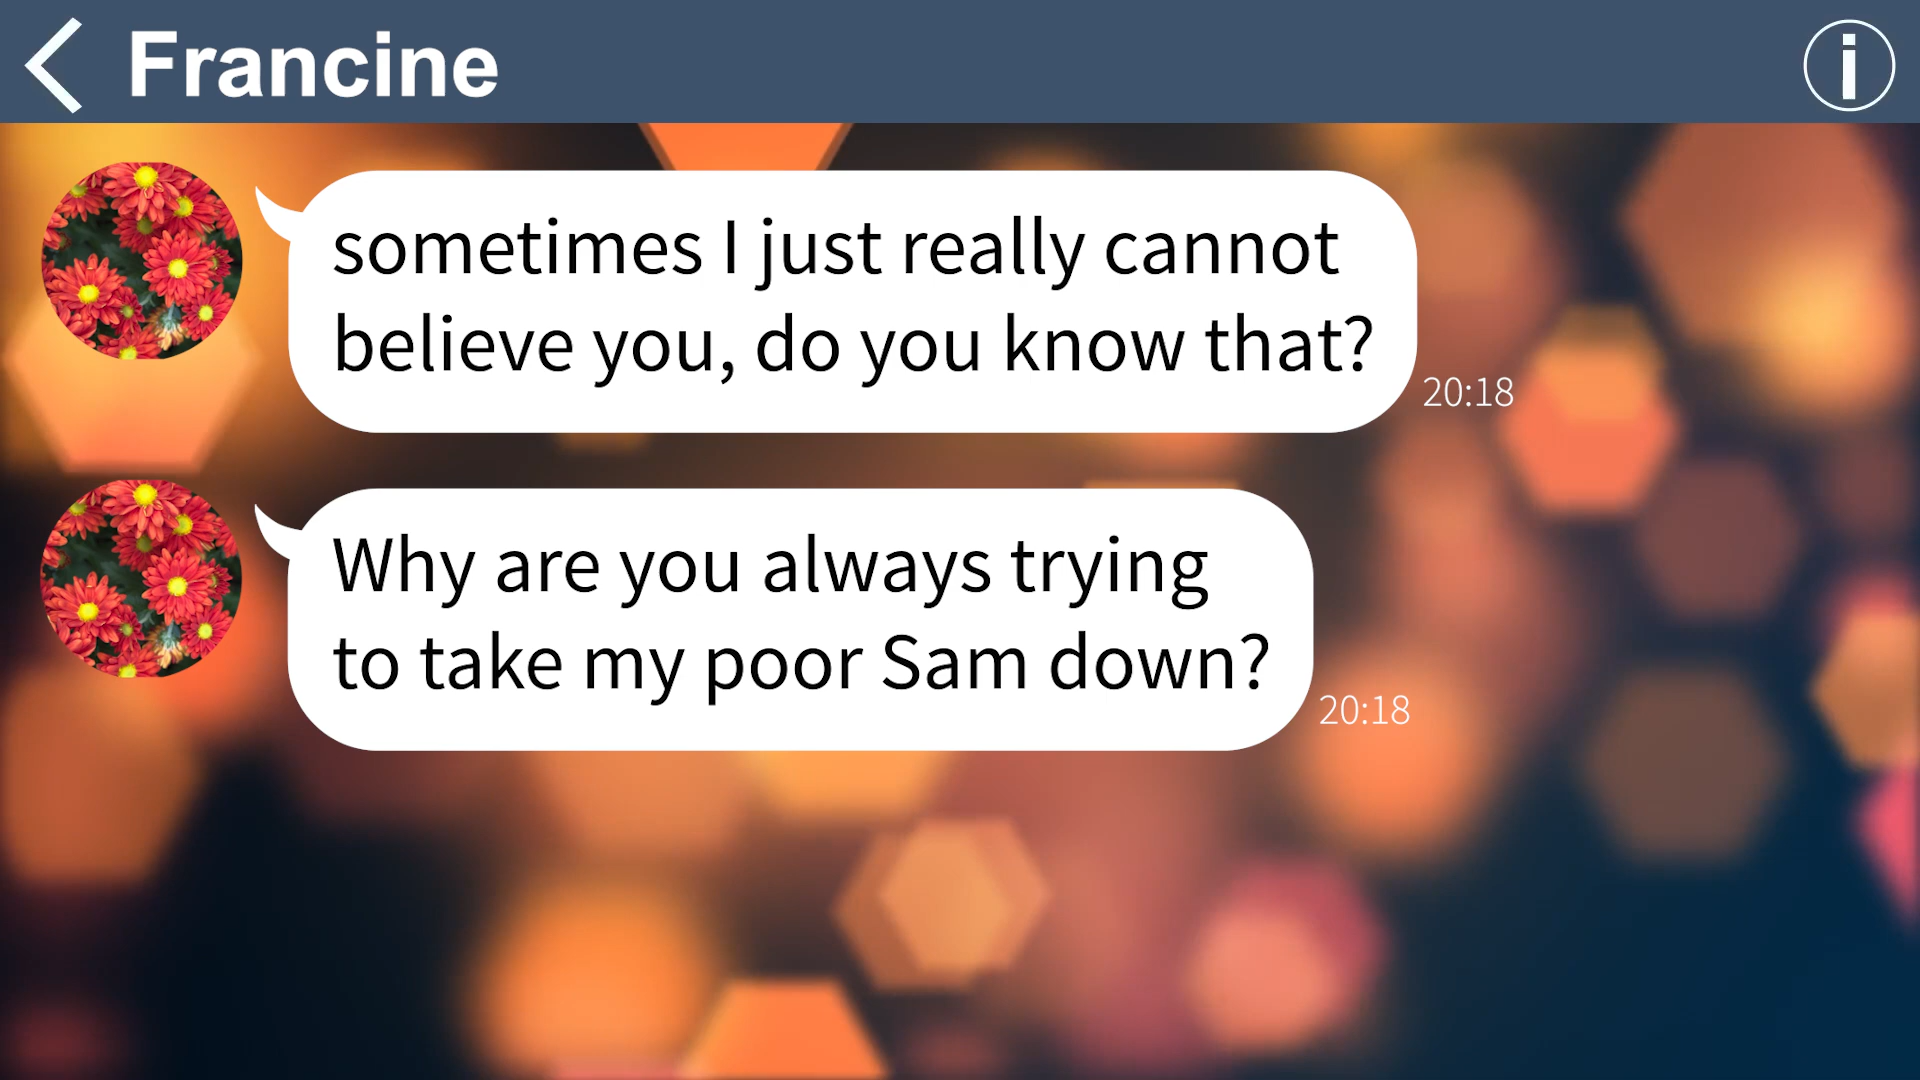 Francine
sometimes I just really cannot
believe you, do you know that?
20:18
Why are you always trying
to take my poor Sam down?
20:18